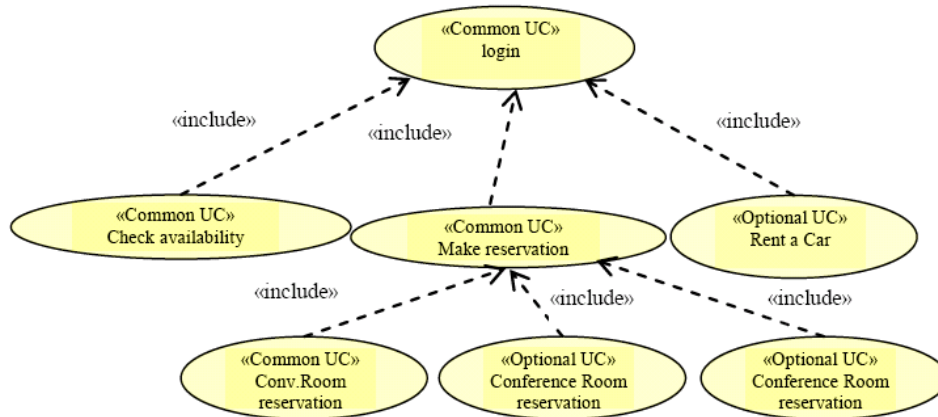 «Common UC»
login
«include»
«include»
«include»
«Common UC»
Check availability
«Common UC»
Make reservation
«Optional UC»
Rent a Car
«include»
«include»
«include»
«Common UC»
Conv.Room
reservation
«Optional UC»
Conference Room
reservation
«Optional UC»
Conference Room
reservation